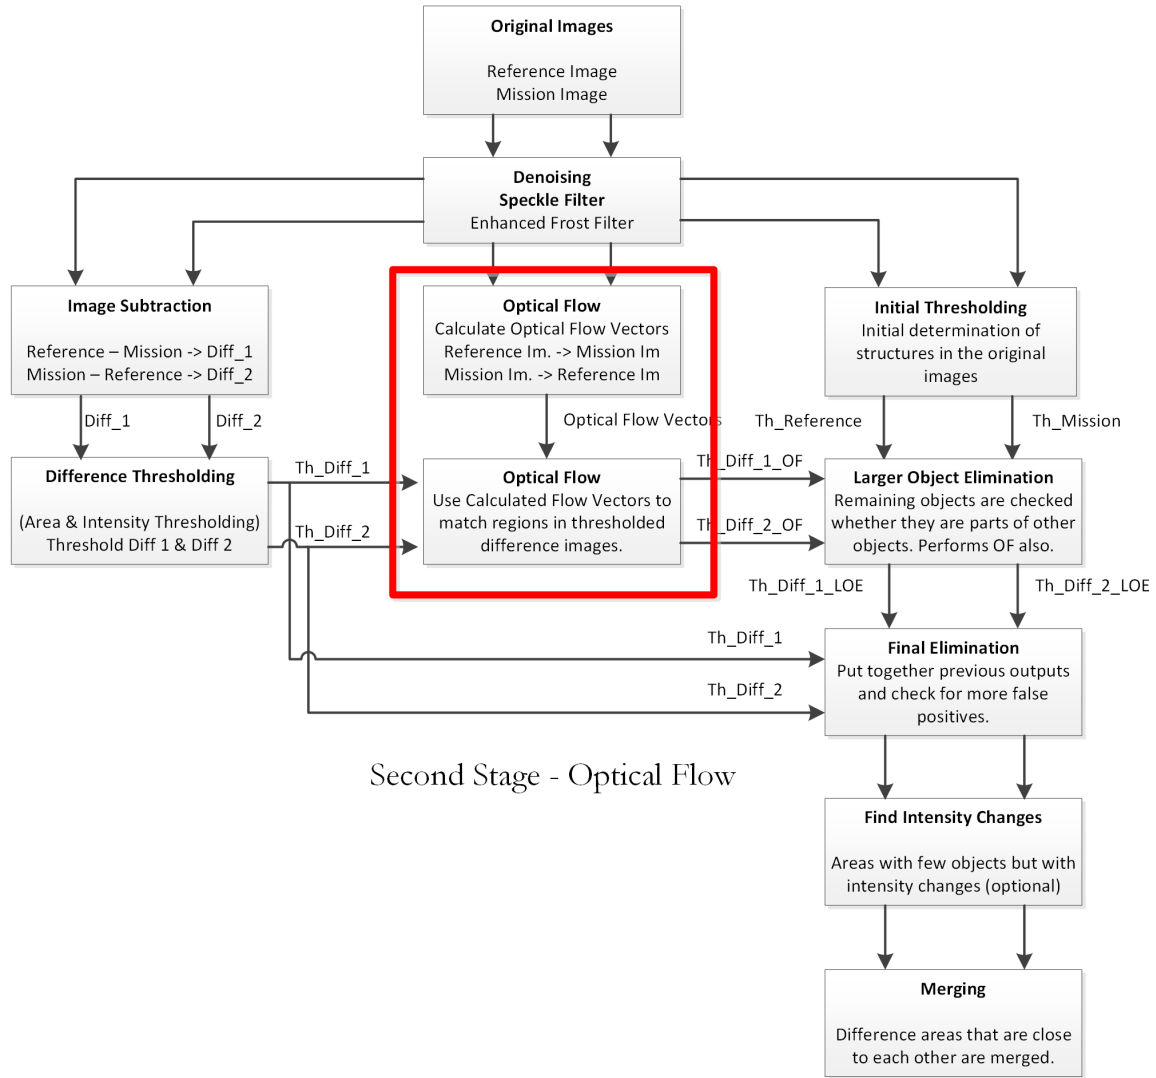 Original Images
Reference Image
Mission Image
Denoising
Speckle Filter
Enhanced Frost Filter
Image Subtraction
Reference – Mission -> Diff_1
Mission – Reference -> Diff_2
Optical Flow
Calculate Optical Flow Vectors
Reference Im. -> Mission Im
Mission Im. -> Reference Im
Initial Thresholding
Initial determination of
structures in the original
images
Diff_1
Diff_2
Optical Flow Vectors
Th_Reference
Th_Mission
Difference Thresholding
(Area & Intensity Thresholding)
Threshold Diff 1 & Diff 2
Th_Diff_1
Th_Diff_2
Optical Flow
Use Calculated Flow Vectors to
match regions in thresholded
difference images.
Th_Diff_1_OF
Th_Diff_2_OF
Larger Object Elimination
Remaining objects are checked
whether they are parts of other
objects. Performs OF also.
Th_Diff_1_LOE
Th_Diff_2_LOE
Th_Diff_1
Th_Diff_2
Final Elimination
Put together previous outputs
and check for more false
positives.
Second Stage - Optical Flow
Find Intensity Changes
Areas with few objects but with
intensity changes (optional)
Merging
Difference areas that are close
to each other are merged.